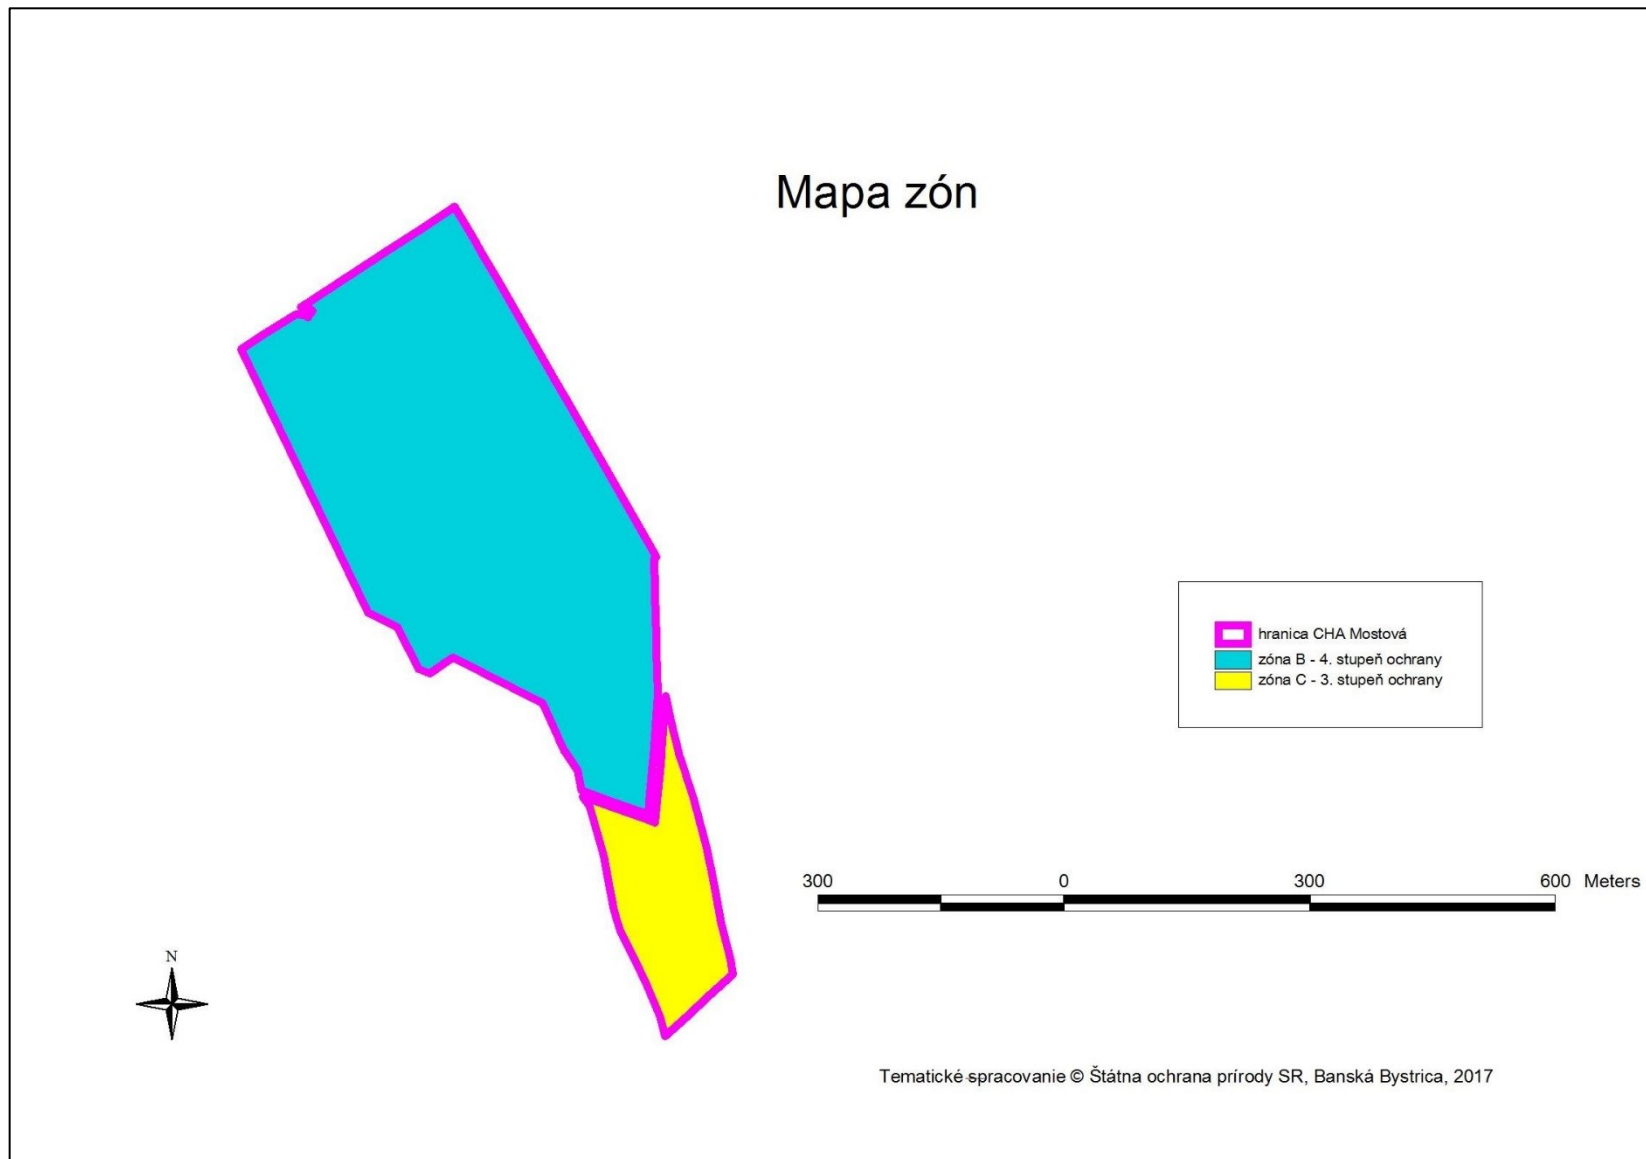 Mapa zón
hranica CHA Mostová
zóna B - 4. stupeň ochrany
zóna C - 3. stupeň ochrany
300 0 300 600 Meters
N
Tematické spracovanie © Štátna ochrana prírody SR, Banská Bystrica, 2017